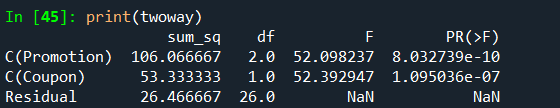 In [45]: print(twoway)
sum_sq df F PR(>F)
C(Promotion) 106.066667 2.0 52.098237 8.032739e-10
C(Coupon) 53.333333 1.0 52.392947 1.095036e-07
Residual 26.466667 26.0 NaN NaN